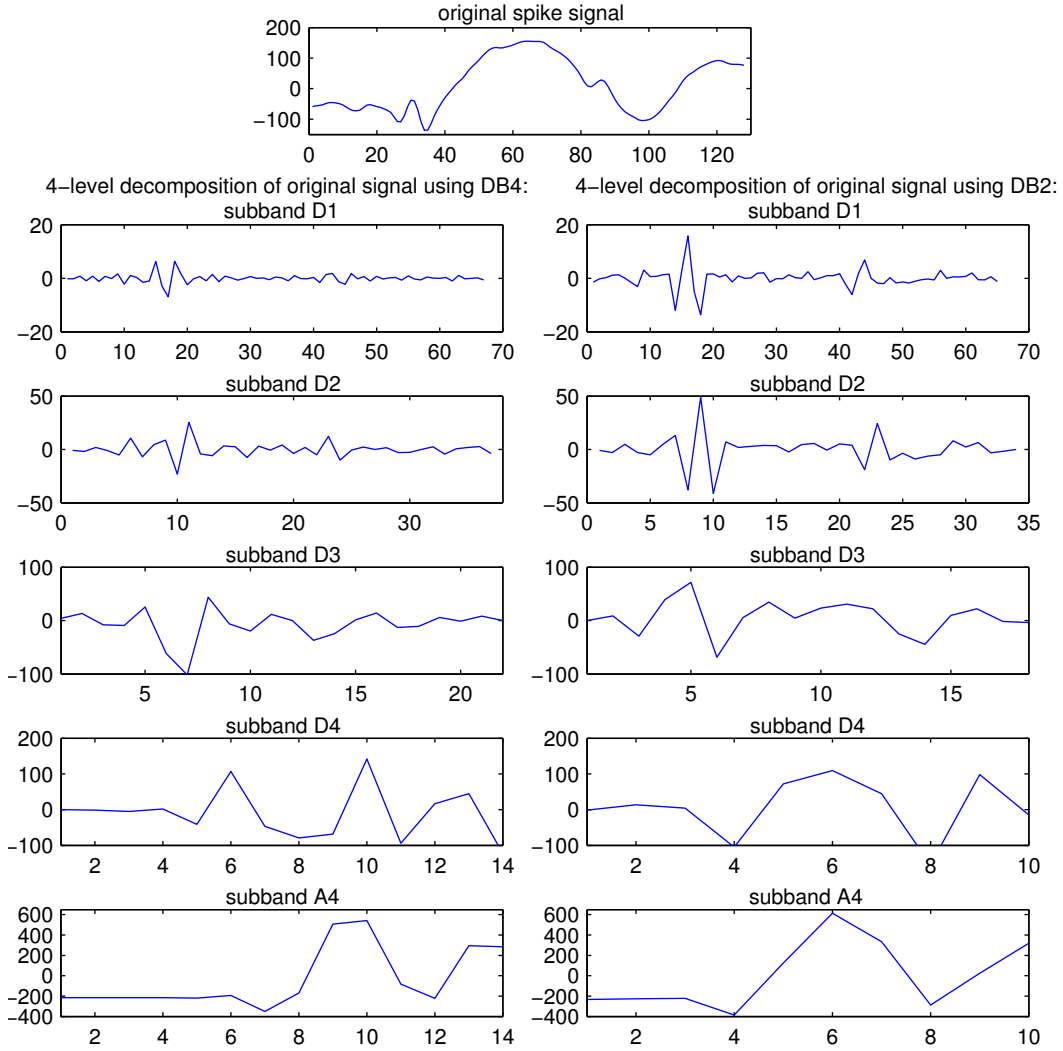 original spike signal
200
100
0
−100
0 20 40 60 80 100 120
4−level decomposition of original signal using DB4:
subband D1
20
0
−20
0 10 20 30 40 50 60 70
subband D2
50
0
−50
0 10 20 30
subband D3
100
0
−100
5 10 15 20
subband D4
200
100
0
−100
2 4 6 8 10 12 14
subband A4
600
400
200
0
−200
−400
2 4 6 8 10 12 14
4−level decomposition of original signal using DB2:
subband D1
20
0
−20
0 10 20 30 40 50 60 70
subband D2
50
0
−50
0 5 10 15 20 25 30 35
subband D3
100
0
−100
5 10 15
subband D4
200
100
0
−100
2 4 6 8 10
subband A4
600
400
200
0
−200
−400
2 4 6 8 10